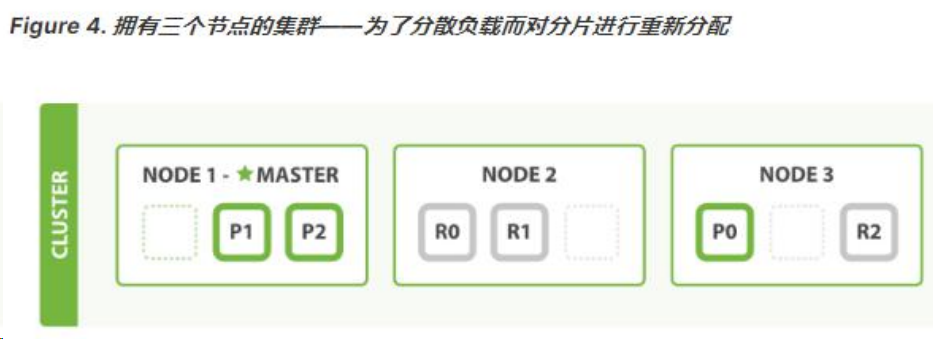 Figure 4. 拥有三个节点的集群——为了分散负载而对分片进行重新分配
CLUSTER
NODE 1 - ★ MASTER
P1 P2
NODE 2
R0 R1
NODE 3
P0 R2